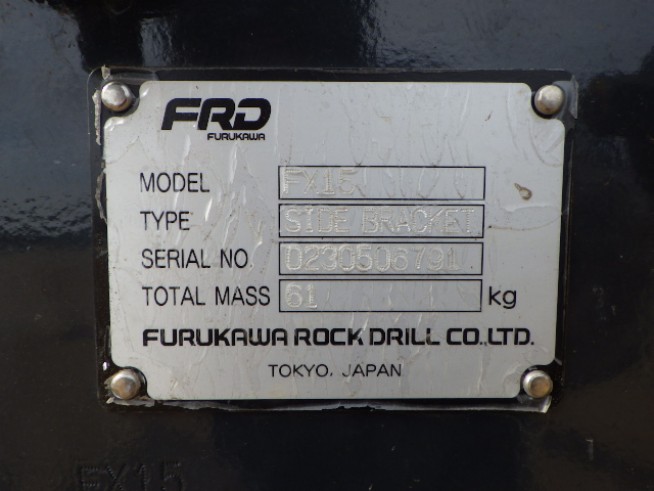 FRD
FURUKAWA
MODEL FX15
TYPE SIDE BRACKET
SERIAL NO. D230506791
TOTAL MASS 61 kg
FURUKAWA ROCK DRILL CO.,LTD.
TOKYO, JAPAN
FX15